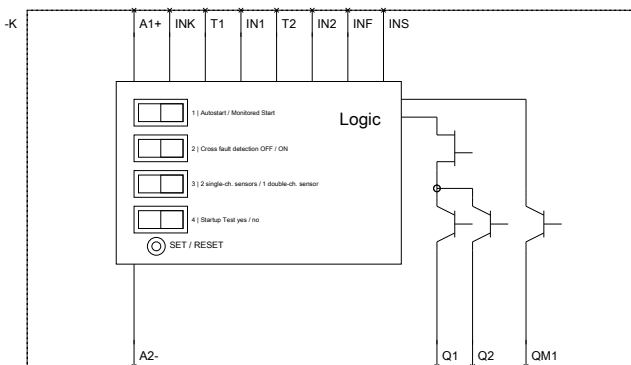 -K
A1+ INK T1 IN1 T2 IN2 INF INS
1 | Autostart / Monitored Start
Logic
2 | Cross fault detection OFF / ON
3 | 2 single-ch. sensors / 1 double-ch. sensor
4 | Startup Test yes / no
SET / RESET
A2- Q1 Q2 QM1